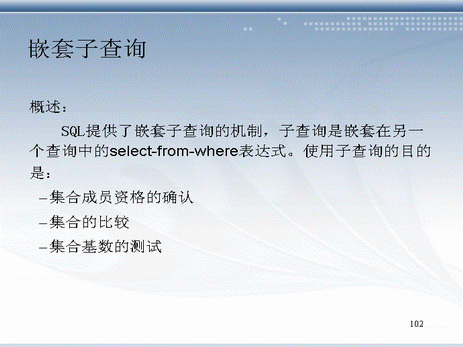 嵌套子查询
概述：
SQL提供了嵌套子查询的机制，子查询是嵌套在另一
个查询中的select-from-where表达式。使用子查询的目的
是：
–集合成员资格的确认
–集合的比较
–集合基数的测试
102